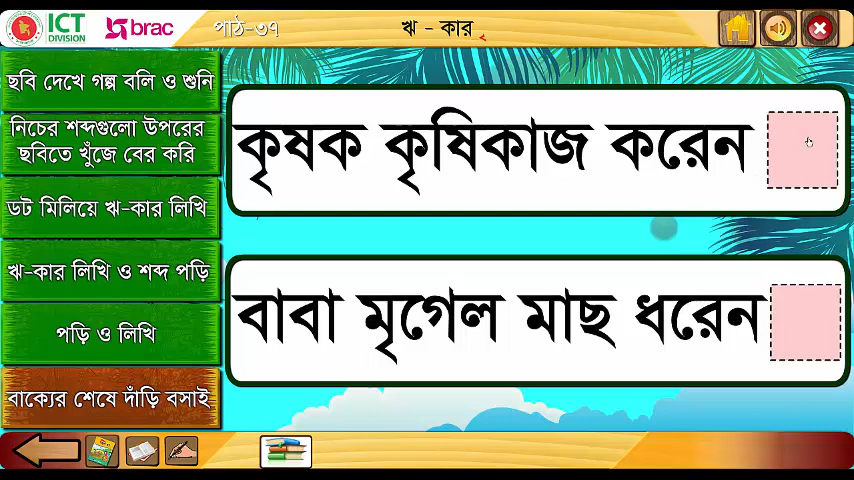 ICT
DIVISION
brac
পাঠ-৩৭
ঋ - কার ৃ
ছবি দেখে গল্প বলি ও শুনি
নিচের শব্দগুলো উপরের
ছবিতে খুঁজে বের করি
ডট মিলিয়ে ঋ-কার লিখি
ঋ-কার লিখি ও শব্দ পড়ি
পড়ি ও লিখি
বাক্যের শেষে দাঁড়ি বসাই
কৃষক কৃষিকাজ করেন
বাবা মৃগেল মাছ ধরেন